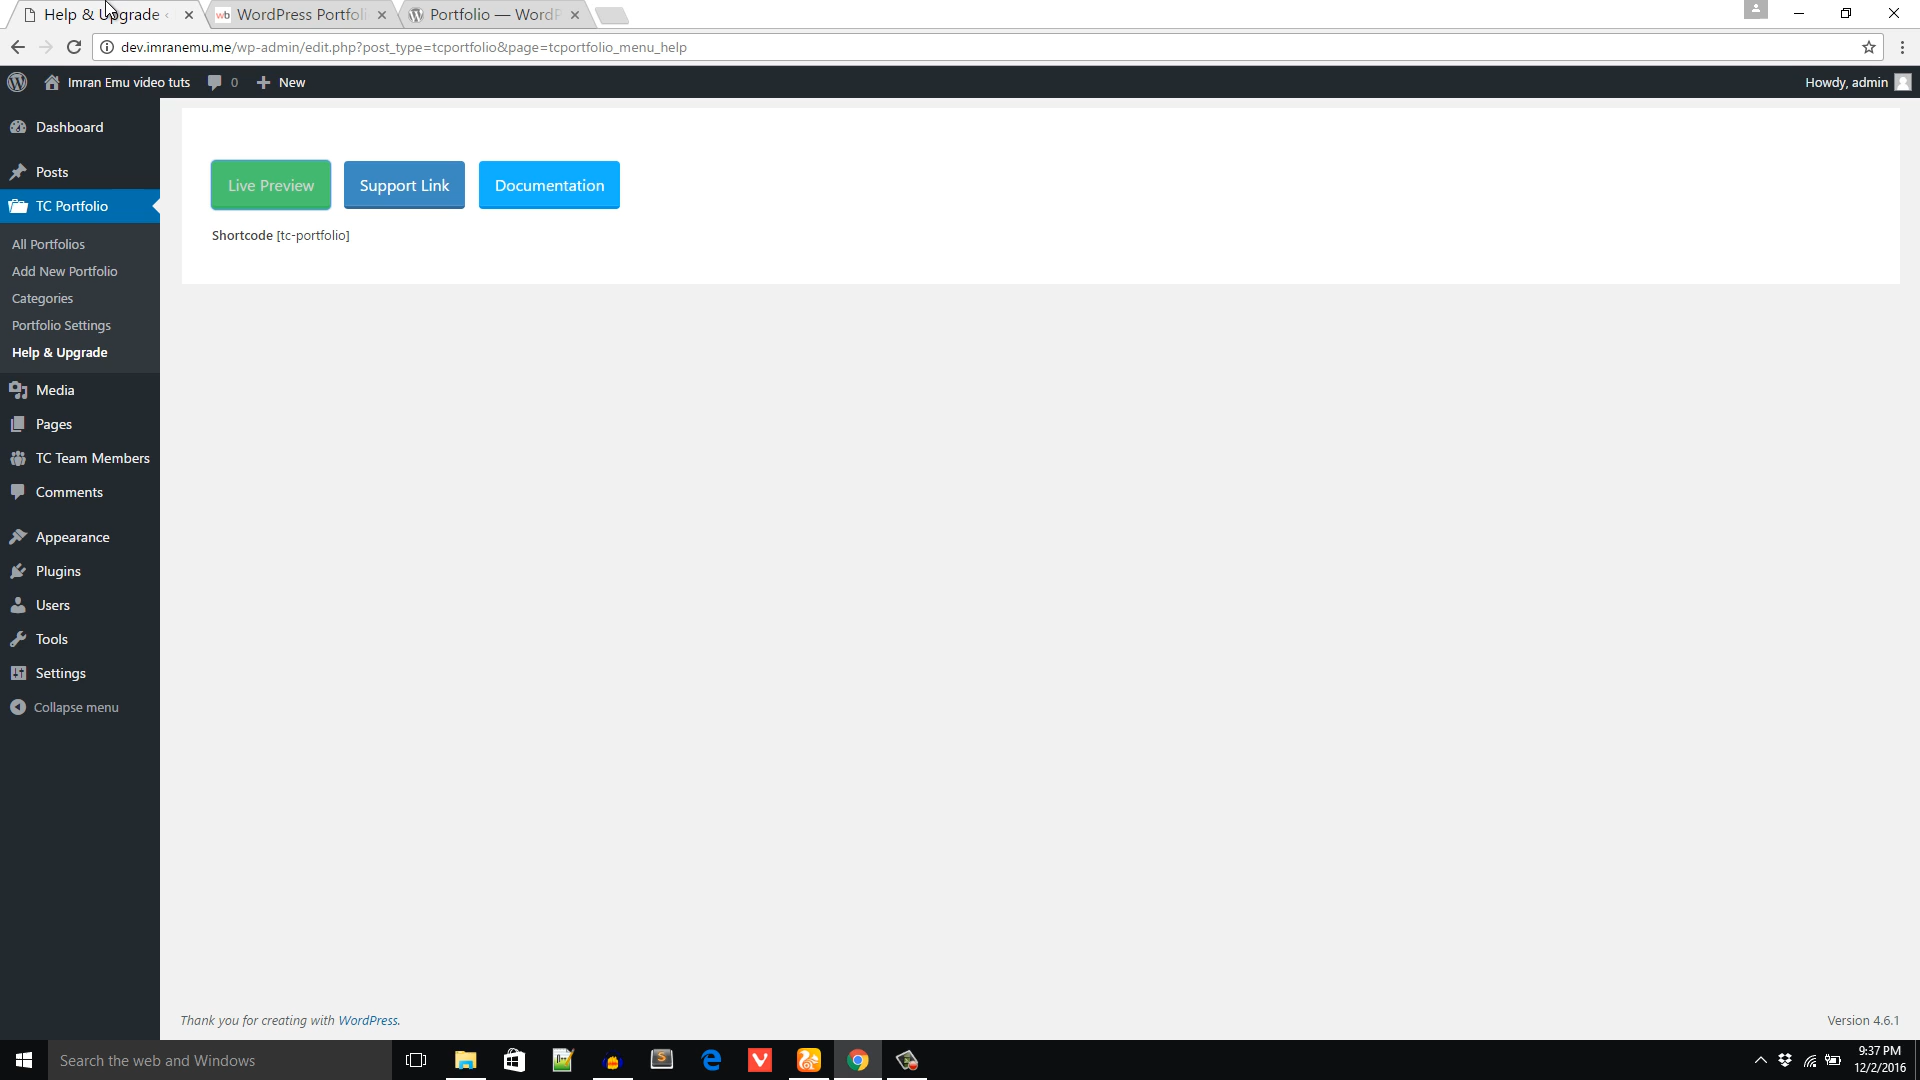 Help & Upgrade
WordPress Portfoli
Portfolio — WordP
dev.imranemu.me/wp-admin/edit.php?post_type=tcportfolio&page=tcportfolio_menu_help
Imran Emu video tuts
0
New
Howdy, admin
Dashboard
Posts
TC Portfolio
All Portfolios
Add New Portfolio
Categories
Portfolio Settings
Help & Upgrade
Media
Pages
TC Team Members
Comments
Appearance
Plugins
Users
Tools
Settings
Collapse menu
Live Preview
Support Link
Documentation
Shortcode [tc-portfolio]
Thank you for creating with WordPress.
Version 4.6.1
Search the web and Windows
9:37 PM
12/2/2016